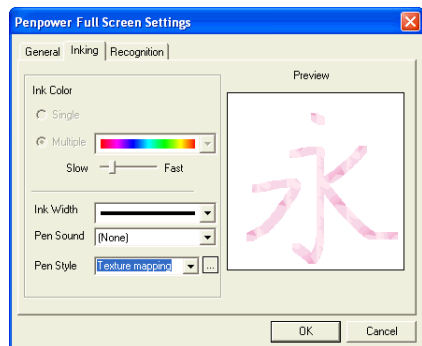 Penpower Full Screen Settings
General Inking Recognition
Ink Color
Single
Multiple
Slow Fast
Ink Width
Pen Sound (None)
Pen Style Texture mapping ...
Preview
永
OK Cancel